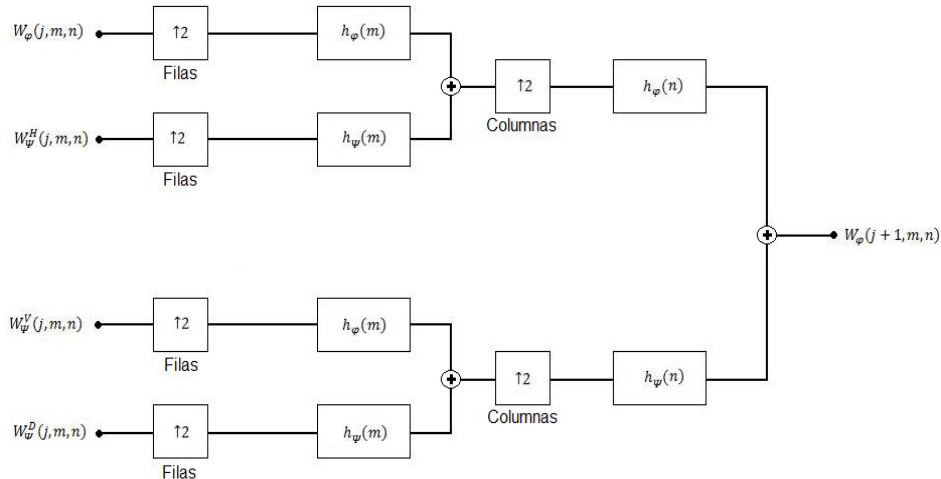 W_φ(j,m,n)
↑2
h_φ(m)
Filas
↑2
h_φ(n)
Columnas
W_Ψ^H(j,m,n)
↑2
h_Ψ(m)
Filas
W_φ(j + 1,m,n)
W_Ψ^V(j,m,n)
↑2
h_φ(m)
Filas
↑2
h_Ψ(n)
Columnas
W_Ψ^D(j,m,n)
↑2
h_Ψ(m)
Filas